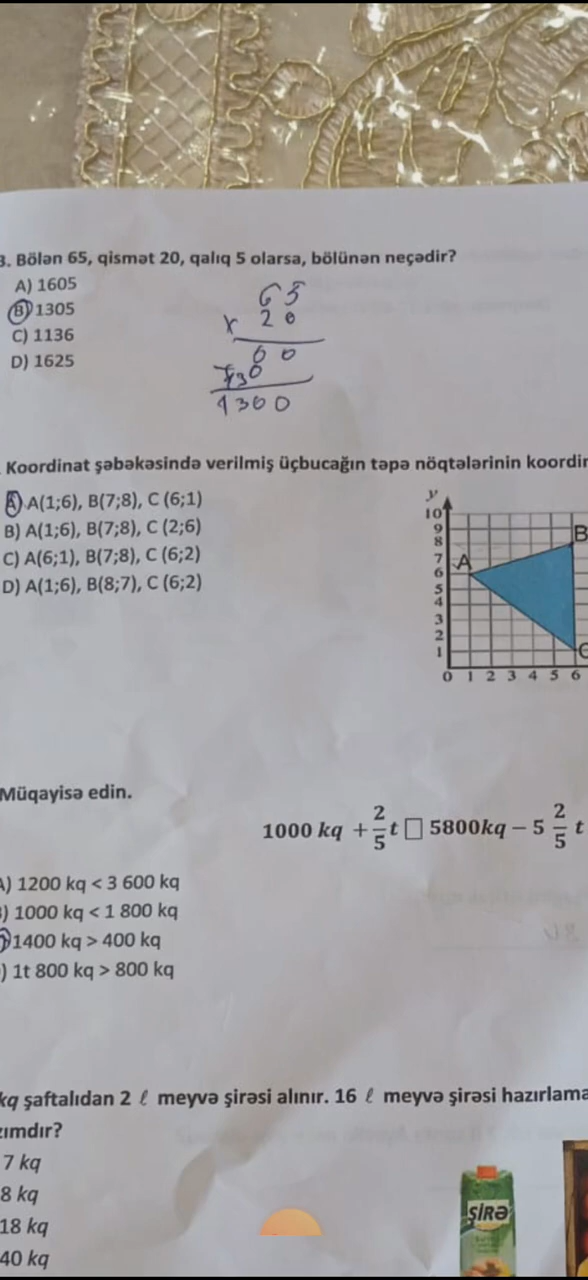 3. Bölən 65, qismət 20, qalıq 5 olarsa, bölünən neçədir?
A) 1605
B) 1305
C) 1136
D) 1625
65
x 20
00
130
1300
Koordinat şəbəkəsində verilmiş üçbucağın təpə nöqtələrinin
A) A(1;6), B(7;8), C (6;1)
B) A(1;6), B(7;8), C (2;6)
C) A(6;1), B(7;8), C (6;2)
D) A(1;6), B(8;7), C (6;2)
y
10
9
8
7
6
5
4
3
2
1
A
B
C
0 1 2 3 4 5 6
Müqayisə edin.
1000 kq + 2/5 t □ 5800kq – 5 2/5 t
A) 1200 kq < 3 600 kq
) 1000 kq < 1 800 kq
) 1400 kq > 400 kq
) 1t 800 kq > 800 kq
kq şaftalıdan 2 ℓ meyvə şirəsi alınır. 16 ℓ meyvə şirəsi
7 kq
8 kq
18 kq
40 kq
ŞİRƏ